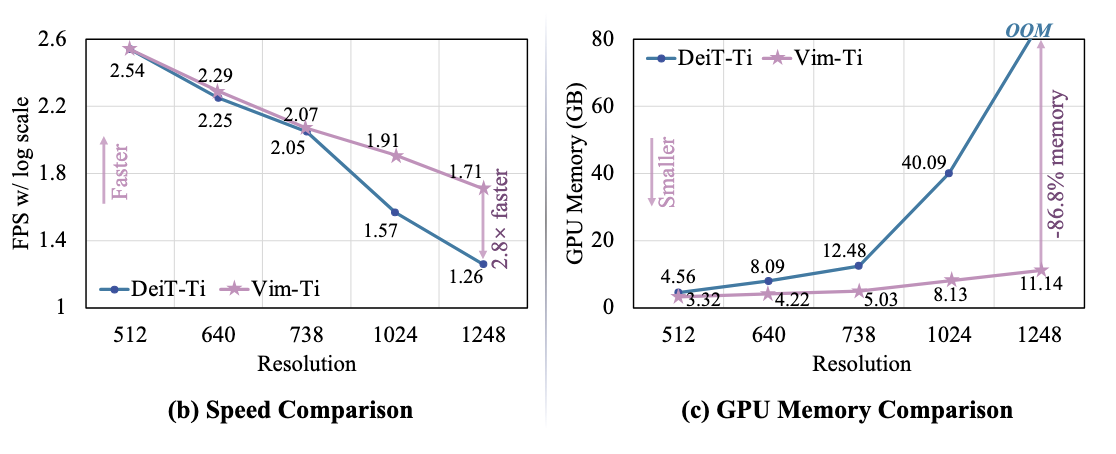 2.6
2.2
1.8
1.4
1
FPS w/ log scale
Faster
2.54
2.29
2.25
2.07
2.05
1.91
1.57
1.71
1.26
2.8× faster
DeiT-Ti Vim-Ti
512 640 738 1024 1248
Resolution
(b) Speed Comparison
80
60
40
20
0
GPU Memory (GB)
DeiT-Ti Vim-Ti
Smaller
OOM
4.56
3.32
8.09
4.22
12.48
5.03
40.09
8.13
11.14
-86.8% memory
512 640 738 1024 1248
Resolution
(c) GPU Memory Comparison